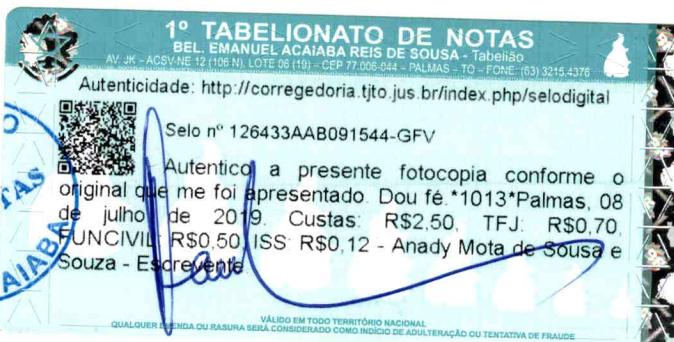 1º TABELIONATO DE NOTAS
BEL. EMANUEL ACAIABA REIS DE SOUSA - Tabelião
AV. JK - ACSV-NE 12 (106 N), LOTE 06 (19) - CEP 77.006-044 - PALMAS - TO - FONE: (63) 3215.4376
Autenticidade: http://corregedoria.tjto.jus.br/index.php/selodigital
Selo nº 126433AAB091544-GFV
Autentico a presente fotocopia conforme o
original que me foi apresentado. Dou fé.*1013*Palmas, 08
de julho de 2019. Custas: R$2,50, TFJ: R$0,70,
FUNCIVIL: R$0,50, ISS: R$0,12 - Anady Mota de Sousa e
Souza - Escrevente
TAS
AIABA
VÁLIDO EM TODO TERRITÓRIO NACIONAL
QUALQUER EMENDA OU RASURA SERÁ CONSIDERADO COMO INDÍCIO DE ADULTERAÇÃO OU TENTATIVA DE FRAUDE